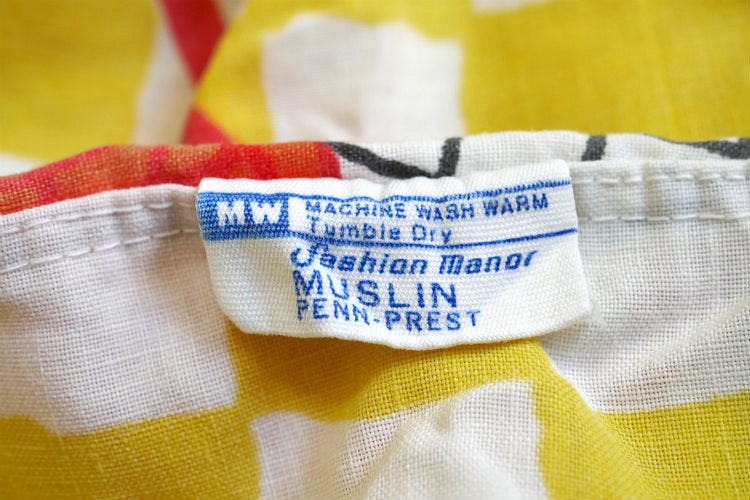 MW MACHINE WASH WARM
Tumble Dry
Fashion Manor
MUSLIN
PENN-PREST